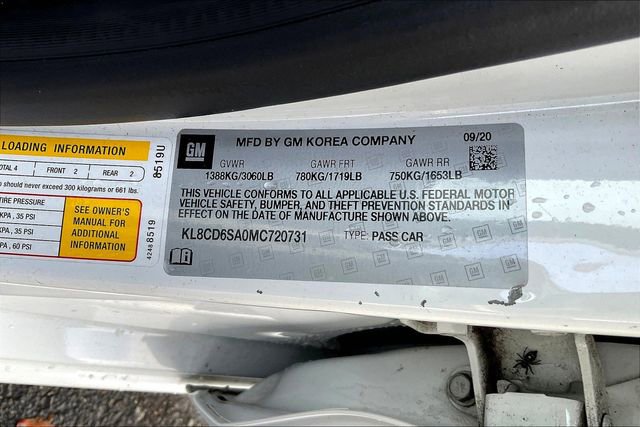 LOADING INFORMATION
TOTAL 4 FRONT 2 REAR 2
should never exceed 300 kilograms or 661 lbs.
TIRE PRESSURE
KPA, 35 PSI
KPA, 35 PSI
KPA, 60 PSI
SEE OWNER'S
MANUAL FOR
ADDITIONAL
INFORMATION
8519U
4248519
GM
MFD BY GM KOREA COMPANY
09/20
GVWR GAWR FRT GAWR RR
1388KG/3060LB 780KG/1719LB 750KG/1653LB
THIS VEHICLE CONFORMS TO ALL APPLICABLE U.S. FEDERAL MOTOR
VEHICLE SAFETY, BUMPER, AND THEFT PREVENTION STANDARDS IN
EFFECT ON THE DATE OF MANUFACTURE SHOWN ABOVE.
KL8CD6SA0MC720731 TYPE: PASS CAR